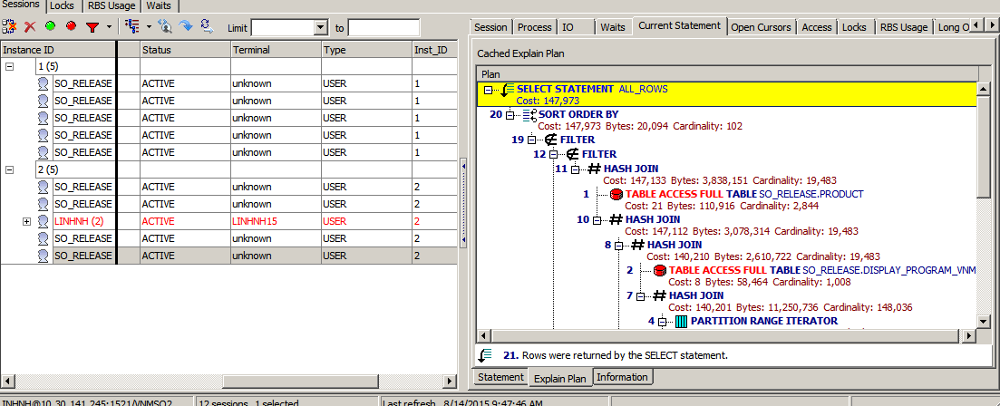 Sessions Locks RBS Usage Waits
Limit to
Instance ID Status Terminal Type Inst_ID
1 (5)
SO_RELEASE ACTIVE unknown USER 1
SO_RELEASE ACTIVE unknown USER 1
SO_RELEASE ACTIVE unknown USER 1
SO_RELEASE ACTIVE unknown USER 1
SO_RELEASE ACTIVE unknown USER 1
2 (5)
SO_RELEASE ACTIVE unknown USER 2
SO_RELEASE ACTIVE unknown USER 2
LINHNH (2) ACTIVE LINHNH15 USER 2
SO_RELEASE ACTIVE unknown USER 2
SO_RELEASE ACTIVE unknown USER 2
Session Process IO Waits Current Statement Open Cursors Access Locks RBS Usage Long O
Cached Explain Plan
Plan
SELECT STATEMENT ALL_ROWS
Cost: 147,973
20 SORT ORDER BY
Cost: 147,973 Bytes: 20,094 Cardinality: 102
19 FILTER
12 FILTER
11 HASH JOIN
Cost: 147,133 Bytes: 3,838,151 Cardinality: 19,483
1 TABLE ACCESS FULL TABLE SO_RELEASE.PRODUCT
Cost: 21 Bytes: 110,916 Cardinality: 2,844
10 HASH JOIN
Cost: 147,112 Bytes: 3,078,314 Cardinality: 19,483
8 HASH JOIN
Cost: 140,210 Bytes: 2,610,722 Cardinality: 19,483
2 TABLE ACCESS FULL TABLE SO_RELEASE.DISPLAY_PROGRAM_VNM
Cost: 8 Bytes: 58,464 Cardinality: 1,008
7 HASH JOIN
Cost: 140,201 Bytes: 11,250,736 Cardinality: 148,036
4 PARTITION RANGE ITERATOR
21. Rows were returned by the SELECT statement.
Statement Explain Plan Information
INHNH@10.30.141.245:1521/VNMSO2 12 sessions, 1 selected Last refresh 8/14/2015 9:47:46 AM